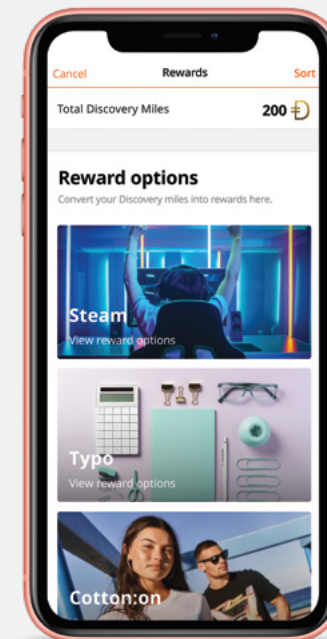 Cancel Rewards Sort
Total Discovery Miles 200
Reward options
Convert your Discovery miles into rewards here.
Steam
View reward options
Typo
View reward options
Cotton:on